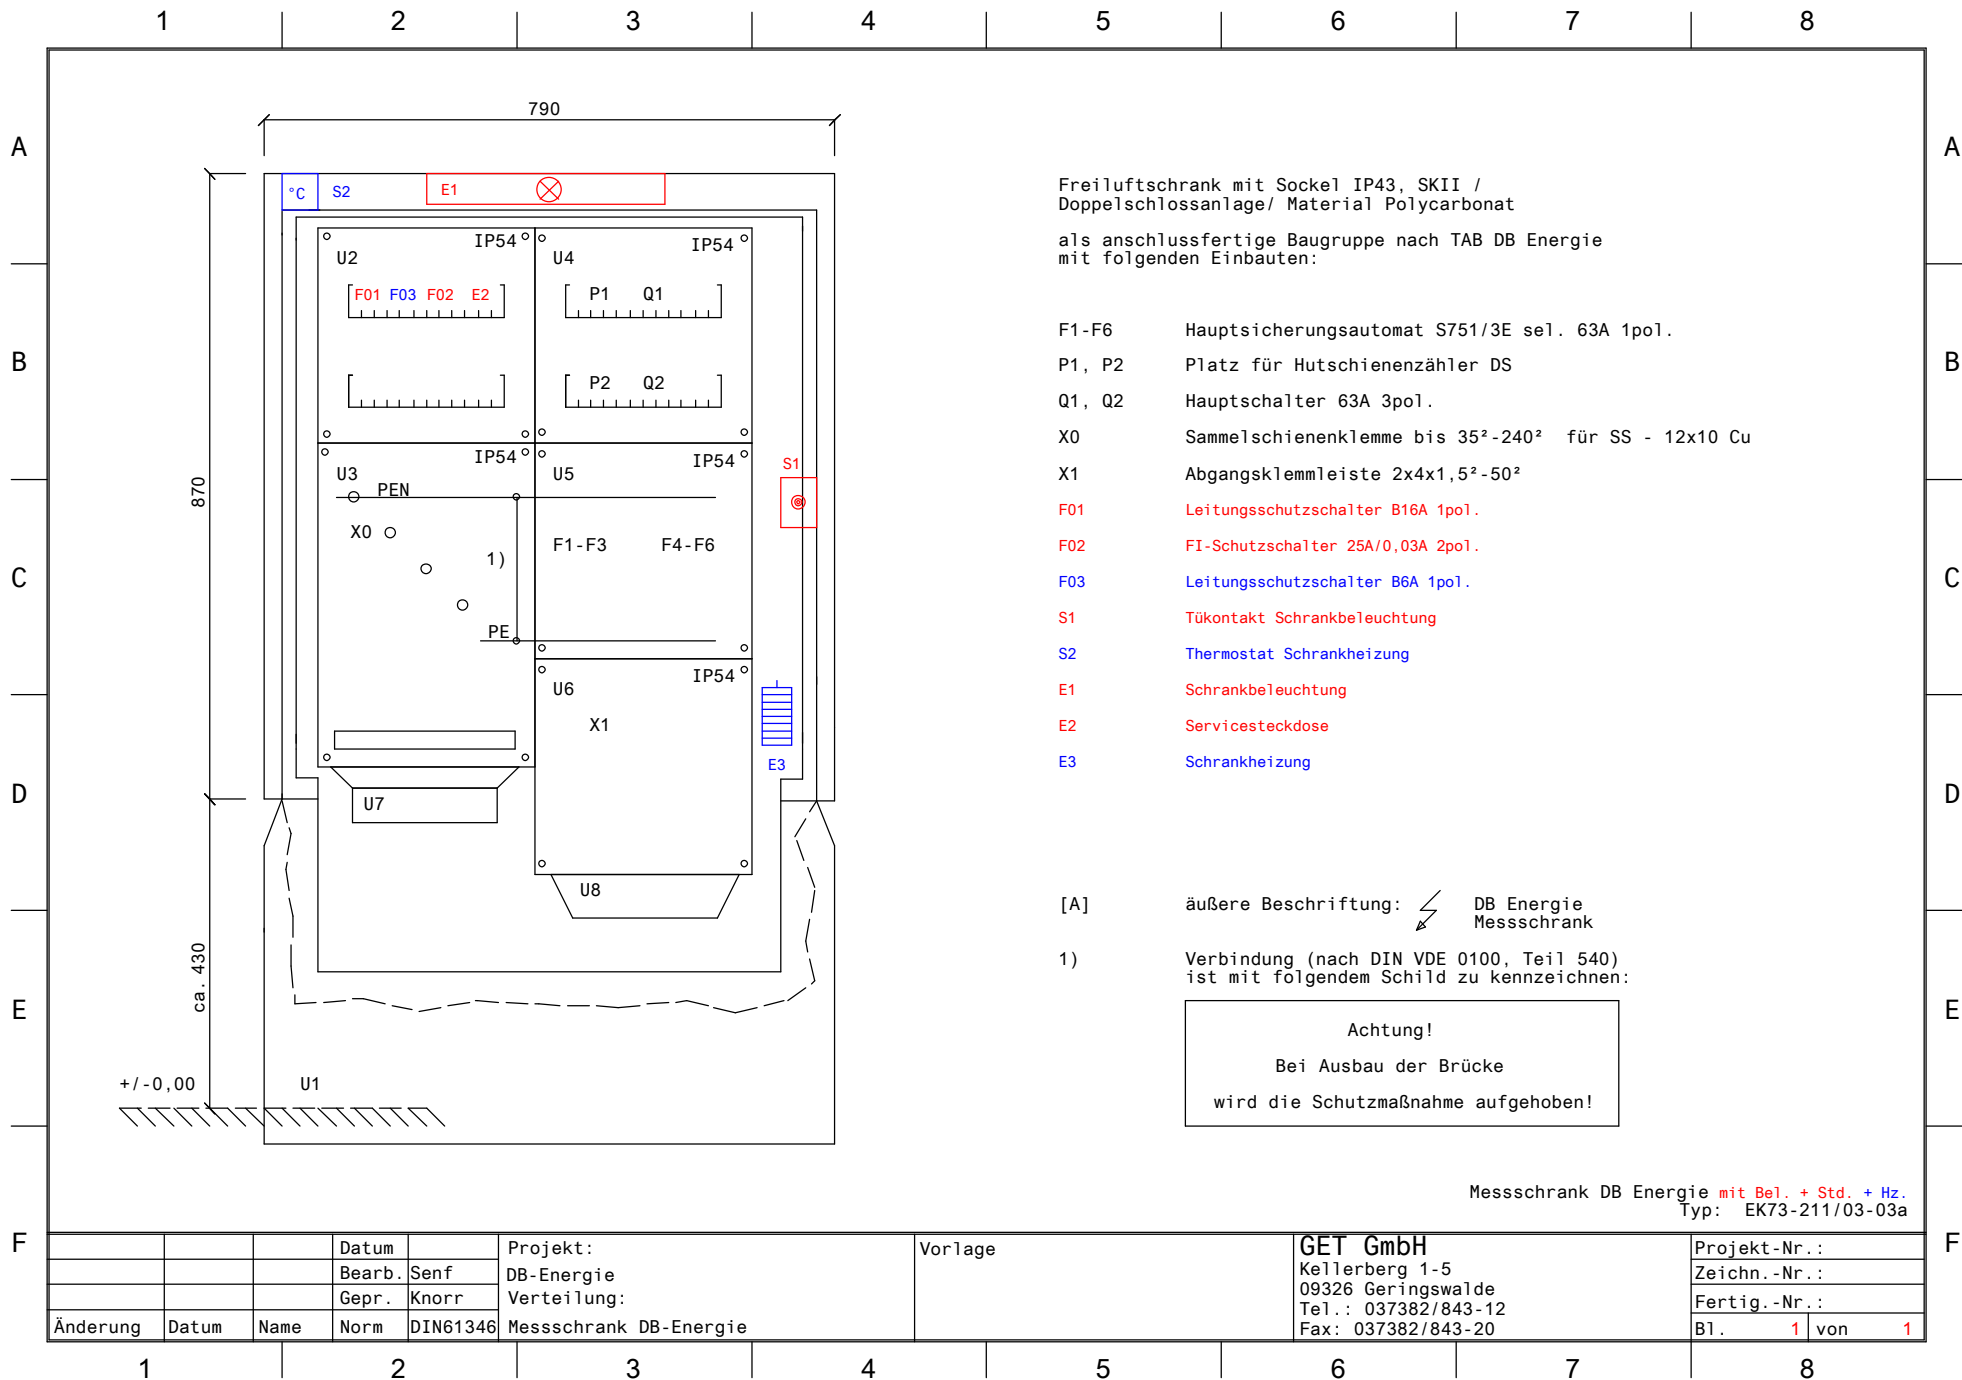 1 2 3 4 5 6 7 8
A A
B B
C C
D D
E E
F F
790
°C S2 E1
U2 IP54
U4 IP54
F01 F03 F02 E2
P1 Q1
P2 Q2
U3 IP54
U5 IP54
S1
870
PEN
X0
1)
F1-F3 F4-F6
PE
U6 IP54
X1
E3
U7
U8
ca. 430
+/-0,00
U1
Freiluftschrank mit Sockel IP43, SKII /
Doppelschlossanlage/ Material Polycarbonat
als anschlussfertige Baugruppe nach TAB DB Energie
mit folgenden Einbauten:
F1-F6 Hauptsicherungsautomat S751/3E sel. 63A 1pol.
P1, P2 Platz für Hutschienenzähler DS
Q1, Q2 Hauptschalter 63A 3pol.
X0 Sammelschienenklemme bis 35²-240² für SS - 12x10 Cu
X1 Abgangsklemmleiste 2x4x1,5²-50²
F01 Leitungsschutzschalter B16A 1pol.
F02 FI-Schutzschalter 25A/0,03A 2pol.
F03 Leitungsschutzschalter B6A 1pol.
S1 Tükontakt Schrankbeleuchtung
S2 Thermostat Schrankheizung
E1 Schrankbeleuchtung
E2 Servicesteckdose
E3 Schrankheizung
[A] äußere Beschriftung: DB Energie
Messschrank
1) Verbindung (nach DIN VDE 0100, Teil 540)
ist mit folgendem Schild zu kennzeichnen:
Achtung!
Bei Ausbau der Brücke
wird die Schutzmaßnahme aufgehoben!
Messschrank DB Energie mit Bel. + Std. + Hz.
Typ: EK73-211/03-03a
Datum
Bearb. Senf
Gepr. Knorr
Änderung Datum Name Norm DIN61346
Projekt:
DB-Energie
Verteilung:
Messschrank DB-Energie
Vorlage
GET GmbH
Kellerberg 1-5
09326 Geringswalde
Tel.: 037382/843-12
Fax: 037382/843-20
Projekt-Nr.:
Zeichn.-Nr.:
Fertig.-Nr.:
Bl. 1 von 1
1 2 3 4 5 6 7 8